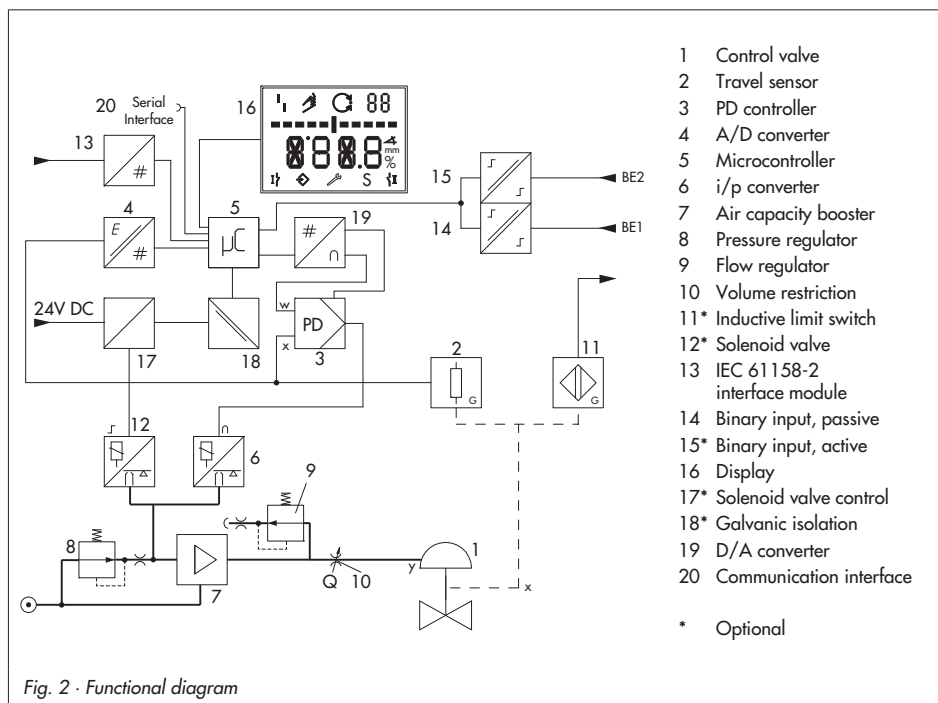 20 Serial Interface
16
88
8.8 8.8
mm
%
S
13
#
4
E
#
5
µC
19
#
15
BE2
14
BE1
24V DC
17
18
w
x
PD
3
2
G
11
G
12
6
9
8
7
Q
10
y
1
x
1 Control valve
2 Travel sensor
3 PD controller
4 A/D converter
5 Microcontroller
6 i/p converter
7 Air capacity booster
8 Pressure regulator
9 Flow regulator
10 Volume restriction
11* Inductive limit switch
12* Solenoid valve
13 IEC 61158-2
interface module
14 Binary input, passive
15* Binary input, active
16 Display
17* Solenoid valve control
18* Galvanic isolation
19 D/A converter
20 Communication interface
* Optional
Fig. 2 · Functional diagram